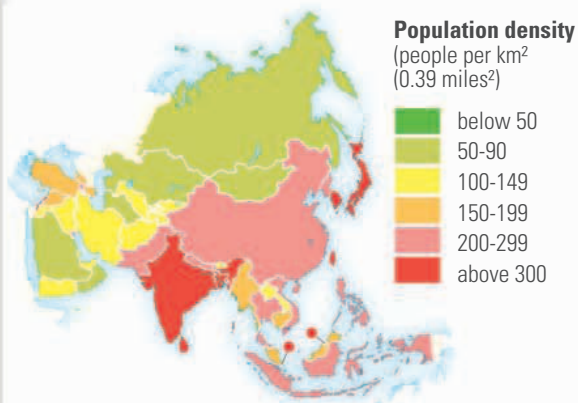 Population density
(people per km²
(0.39 miles²)
below 50
50-90
100-149
150-199
200-299
above 300